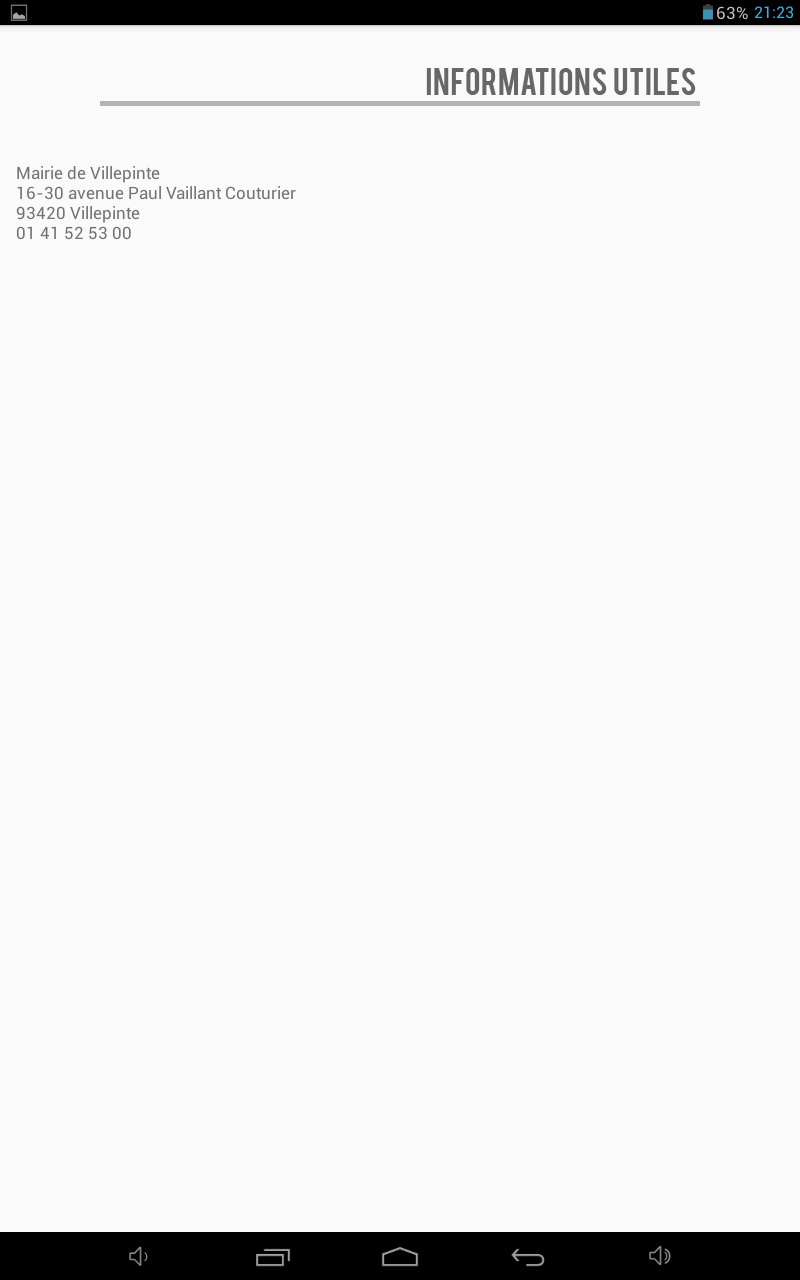 63% 21:23
INFORMATIONS UTILES
Mairie de Villepinte
16-30 avenue Paul Vaillant Couturier
93420 Villepinte
01 41 52 53 00